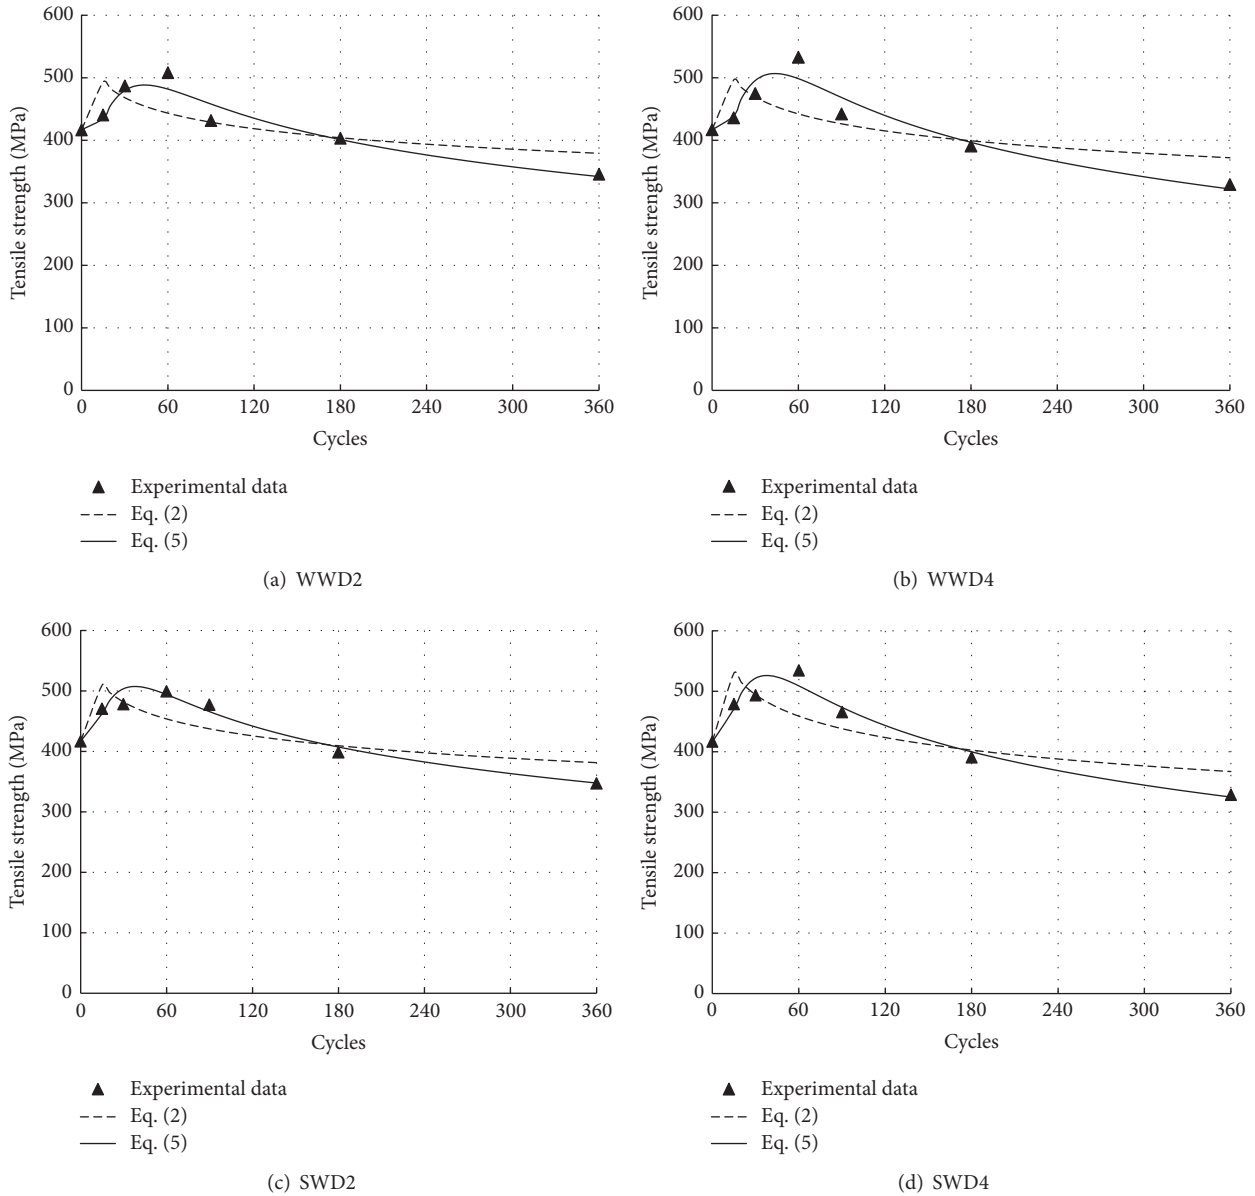 600
500
400
300
200
100
0
Tensile strength (MPa)
0 60 120 180 240 300 360
Cycles
Experimental data
Eq. (2)
Eq. (5)
(a) WWD2
600
500
400
300
200
100
0
Tensile strength (MPa)
0 60 120 180 240 300 360
Cycles
Experimental data
Eq. (2)
Eq. (5)
(b) WWD4
600
500
400
300
200
100
0
Tensile strength (MPa)
0 60 120 180 240 300 360
Cycles
Experimental data
Eq. (2)
Eq. (5)
(c) SWD2
600
500
400
300
200
100
0
Tensile strength (MPa)
0 60 120 180 240 300 360
Cycles
Experimental data
Eq. (2)
Eq. (5)
(d) SWD4